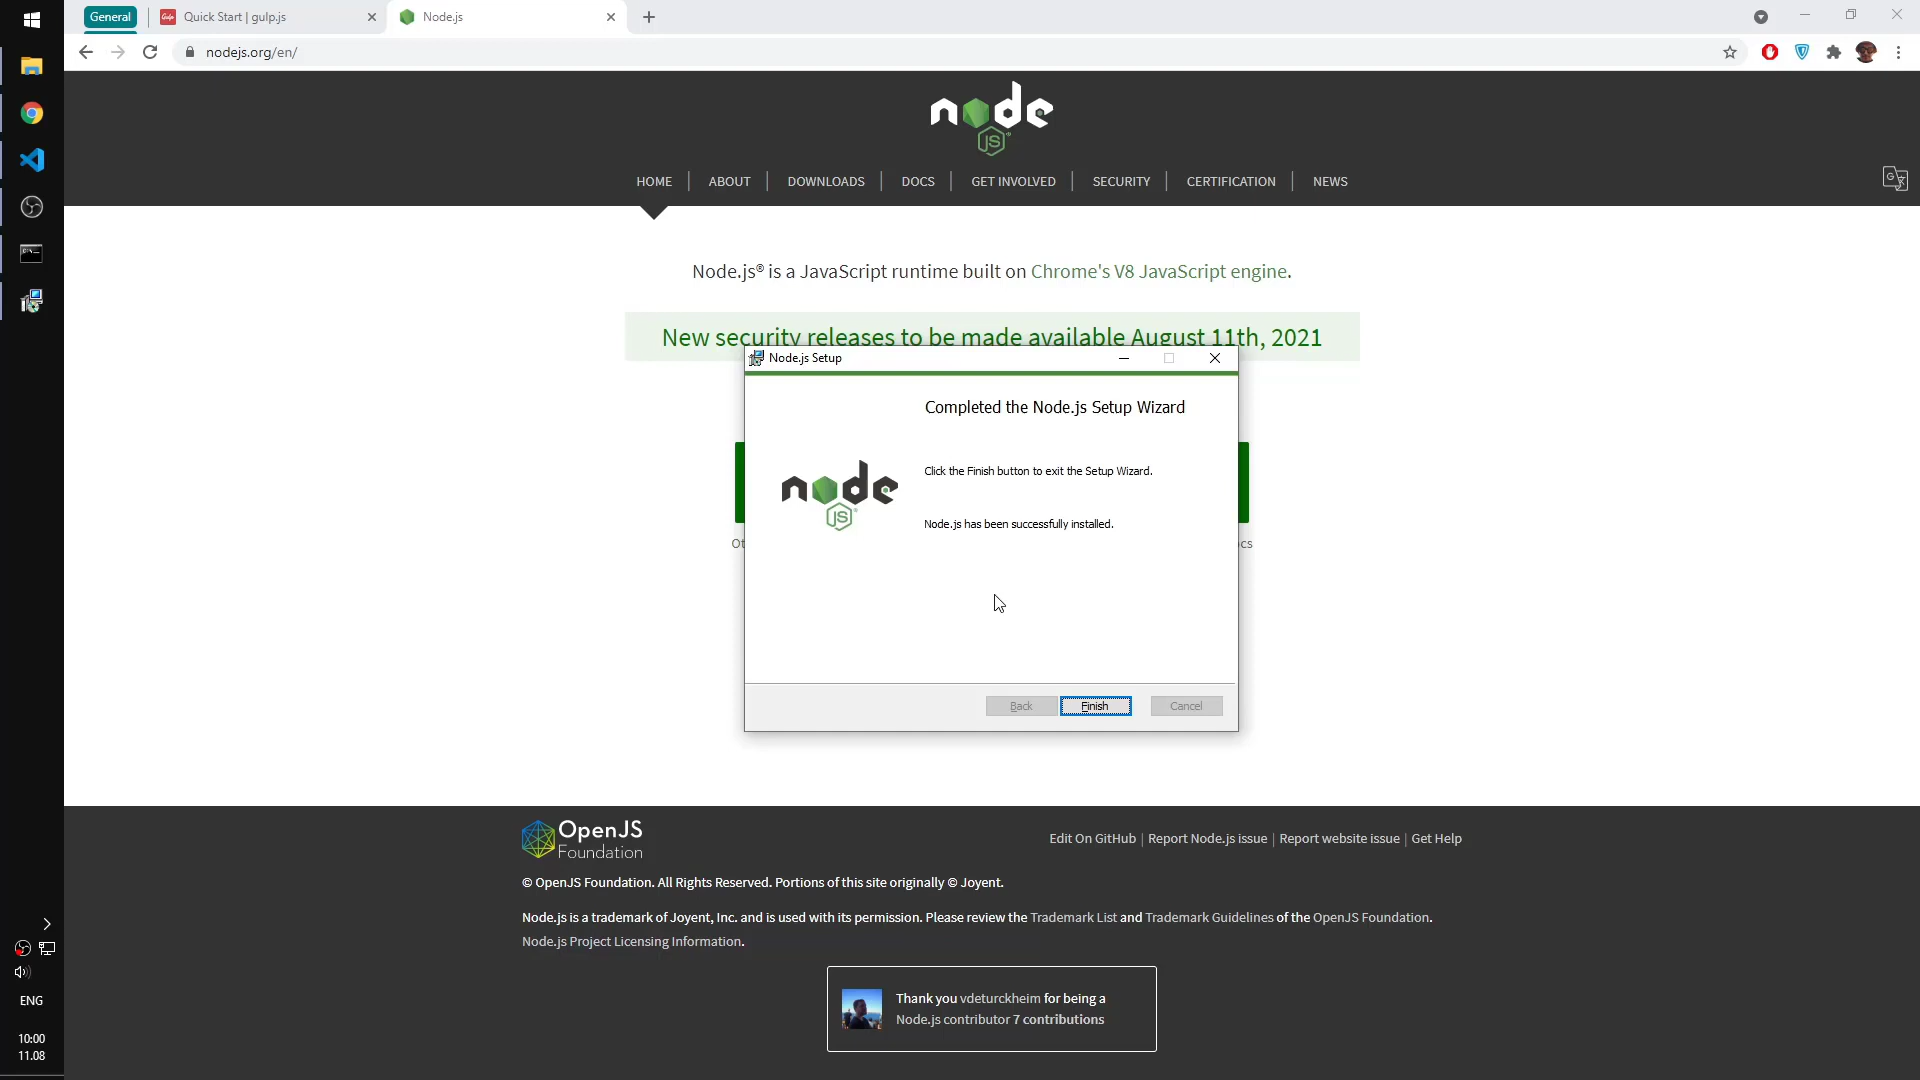 General
Quick Start | gulp.js
Node.js
nodejs.org/en/
node
JS
HOME
ABOUT
DOWNLOADS
DOCS
GET INVOLVED
SECURITY
CERTIFICATION
NEWS
Node.js® is a JavaScript runtime built on Chrome's V8 JavaScript engine.
New security releases to be made available August 11th, 2021
Node.js Setup
Completed the Node.js Setup Wizard
Click the Finish button to exit the Setup Wizard.
node
JS
Node.js has been successfully installed.
Back
Finish
Cancel
OpenJS
Foundation
Edit On GitHub | Report Node.js issue | Report website issue | Get Help
© OpenJS Foundation. All Rights Reserved. Portions of this site originally © Joyent.
Node.js is a trademark of Joyent, Inc. and is used with its permission. Please review the Trademark List and Trademark Guidelines of the OpenJS Foundation.
Node.js Project Licensing Information.
Thank you vdeturckheim for being a
Node.js contributor 7 contributions
ENG
10:00
11.08